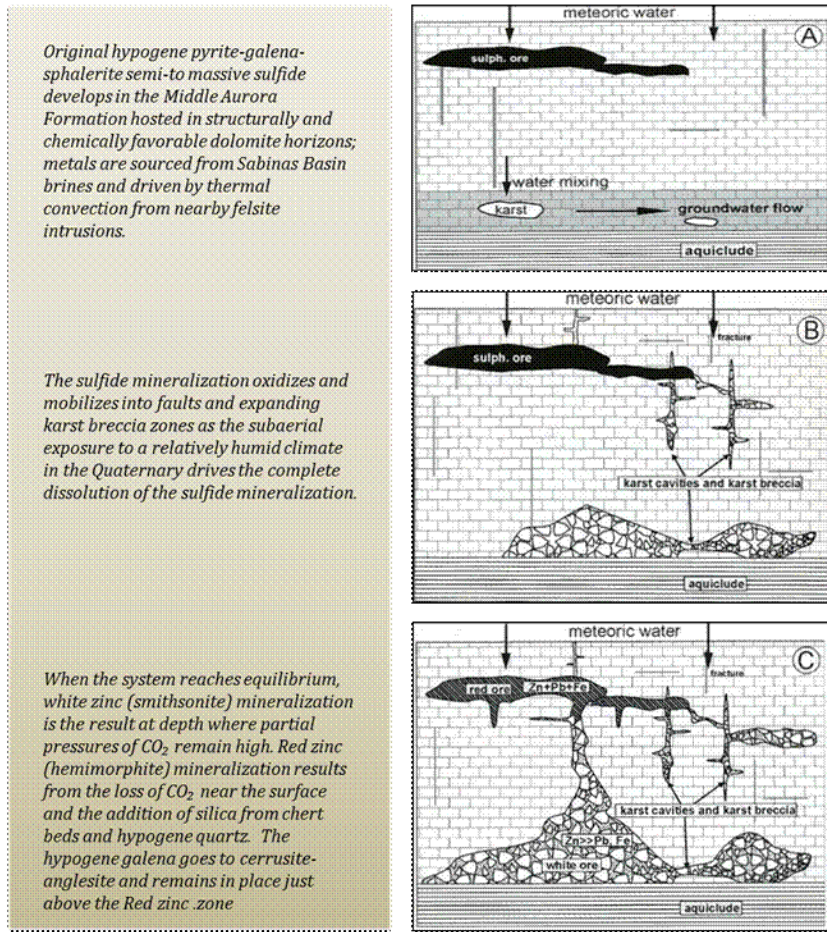 Original hypogene pyrite-galena-
sphalerite semi-to massive sulfide
develops in the Middle Aurora
Formation hosted in structurally and
chemically favorable dolomite horizons;
metals are sourced from Sabinas Basin
brines and driven by thermal
convection from nearby felsite
intrusions.
meteoric water
A
sulph. ore
water mixing
karst
groundwater flow
aquiclude
The sulfide mineralization oxidizes and
mobilizes into faults and expanding
karst breccia zones as the subaerial
exposure to a relatively humid climate
in the Quaternary drives the complete
dissolution of the sulfide mineralization.
meteoric water
B
fracture
sulph. ore
karst cavities and karst breccia
aquiclude
When the system reaches equilibrium,
white zinc (smithsonite) mineralization
is the result at depth where partial
pressures of CO₂ remain high. Red zinc
(hemimorphite) mineralization results
from the loss of CO₂ near the surface
and the addition of silica from chert
beds and hypogene quartz. The
hypogene galena goes to cerrusite-
anglesite and remains in place just
above the Red zinc .zone
meteoric water
C
fracture
red ore
Zn+Pb+Fe
karst cavities and karst breccia
Zn>>Pb, Fe
white ore
aquiclude